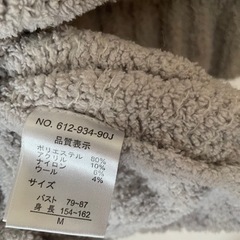 NO. 612-934-90J
品質表示
ポリエステル 80%
アクリル 10%
ナイロン 6%
ウール 4%
サイズ
バスト 79~87
身長 154~162
M